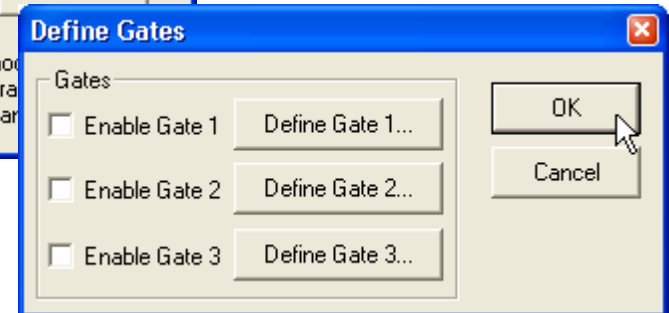 Define Gates
Gates
Enable Gate 1
Define Gate 1...
OK
Enable Gate 2
Define Gate 2...
Cancel
Enable Gate 3
Define Gate 3...